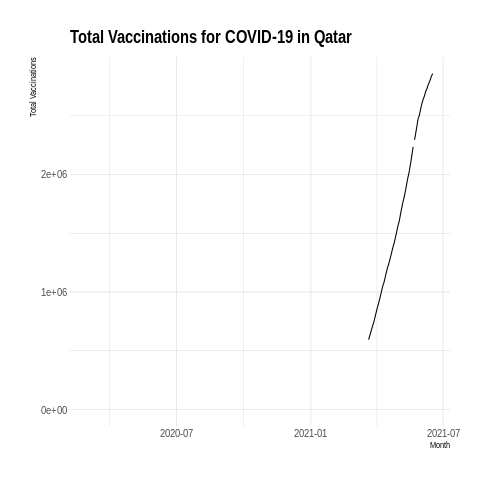 Total Vaccinations for COVID-19 in Qatar
Total Vaccinations
2e+06
1e+06
0e+00
2020-07 2021-01 2021-07
Month